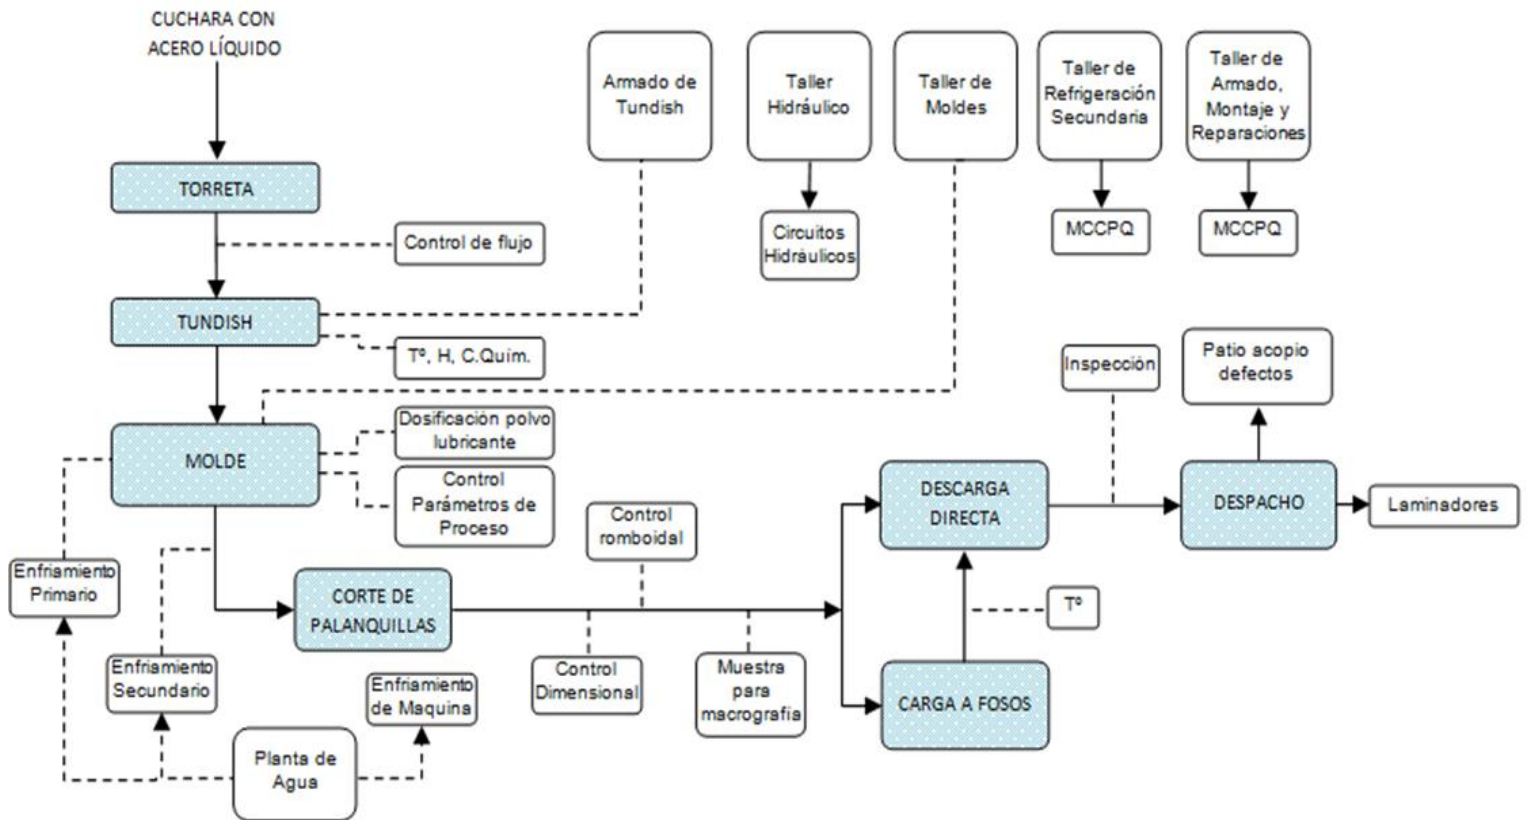 CUCHARA CON
ACERO LÍQUIDO
Armado de
Tundish
Taller
Hidráulico
Taller de
Moldes
Taller de
Refrigeración
Secundaria
Taller de
Armado,
Montaje y
Reparaciones
TORRETA
Control de flujo
Circuitos
Hidráulicos
MCCPQ
MCCPQ
TUNDISH
Tº, H, C.Quím.
Inspección
Patio acopio
defectos
Dosificación polvo
lubricante
MOLDE
Control
Parámetros de
Proceso
Control
romboidal
DESCARGA
DIRECTA
DESPACHO
Laminadores
Enfriamiento
Primario
CORTE DE
PALANQUILLAS
Tº
Enfriamiento
Secundario
Enfriamiento
de Maquina
Control
Dimensional
Muestra
para
macrografía
CARGA A FOSOS
Planta de
Agua